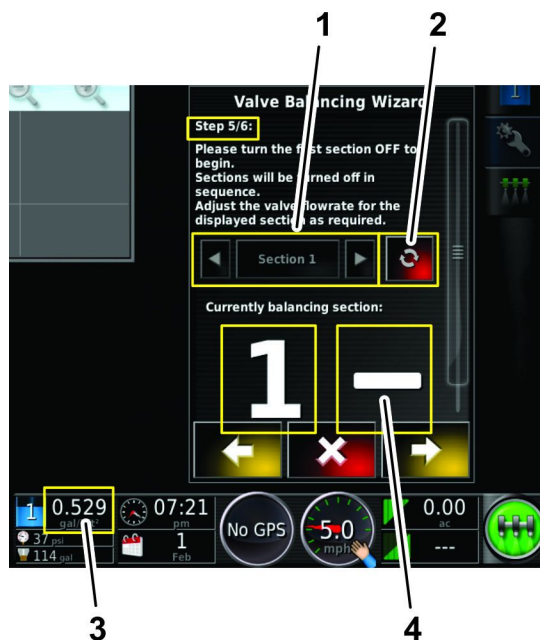 1
2
1
Valve Balancing Wizard
Step 5/6:
Please turn the first section OFF to
begin.
Sections will be turned off in
sequence.
Adjust the valve flowrate for the
displayed section as required.
Section 1
Currently balancing section:
1
1
0.529
37 psi
114 gal
07:21
pm
1
Feb
No GPS
5.0
mph
0.00
ac
---
3
4